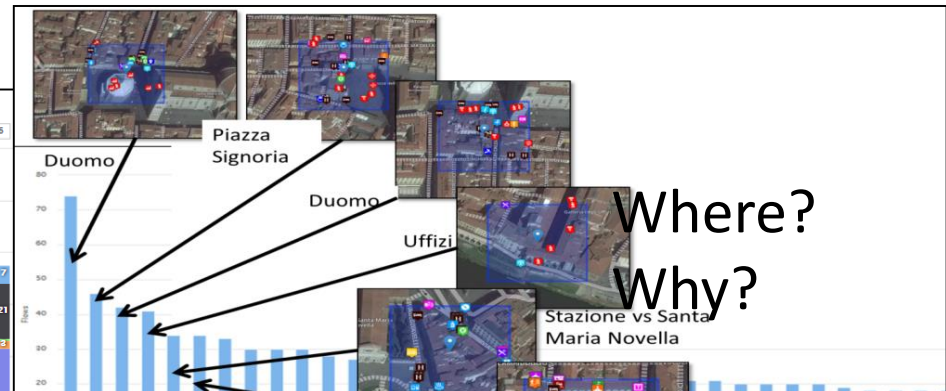 Piazza
Signoria
Duomo
80
70
Duomo
Where?
60
Uffizi
Why?
50
Stazione vs Santa
Maria Novella
40
Flows
30
20